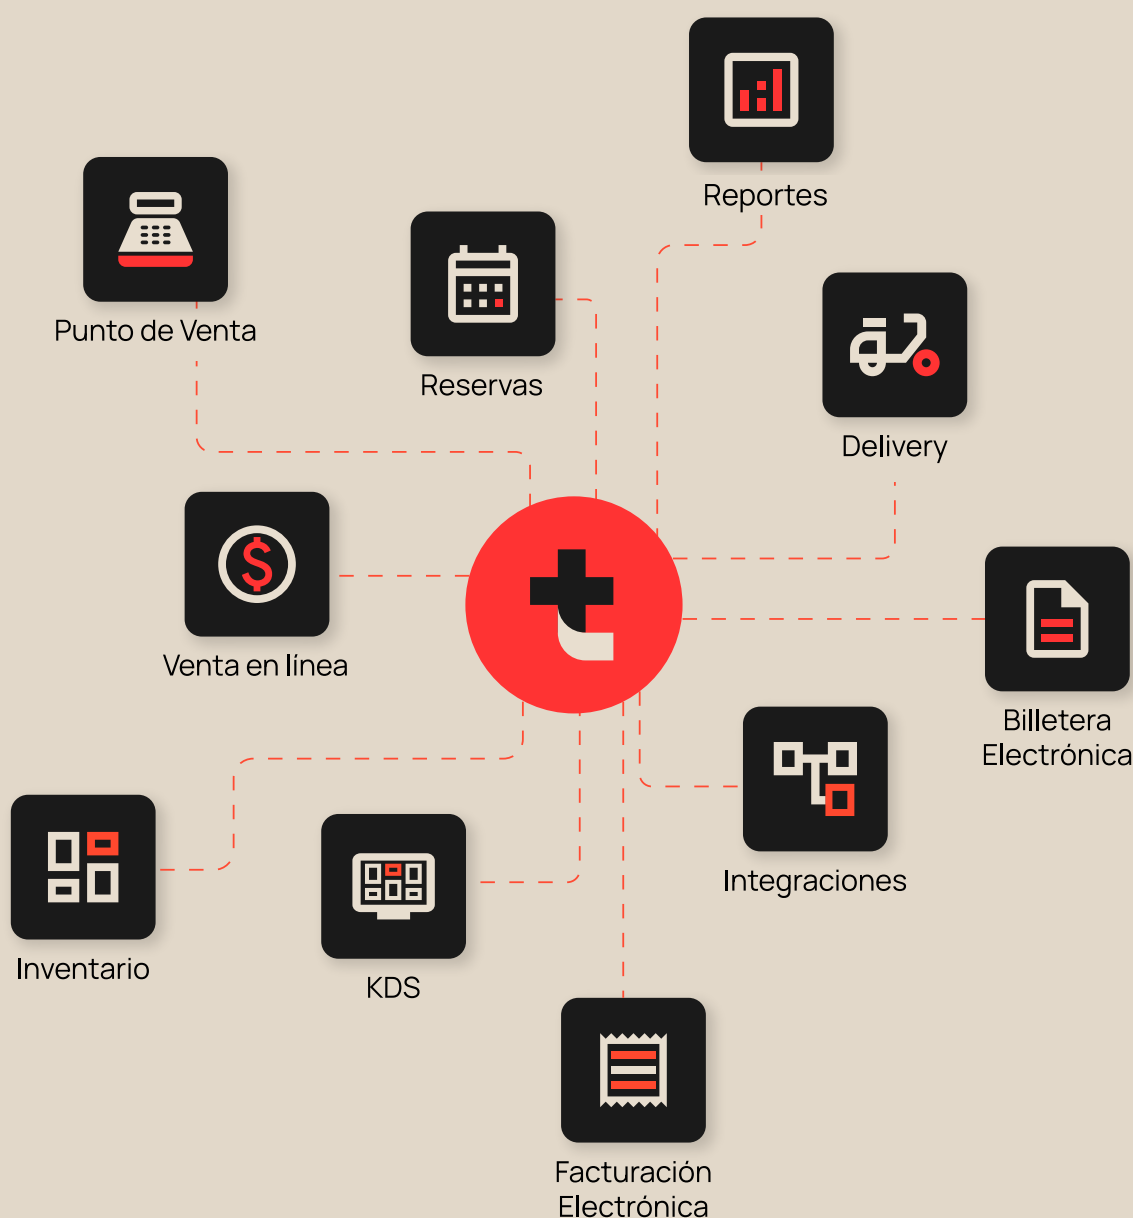 Reportes
Punto de Venta
Reservas
Delivery
Venta en línea
Billetera
Electrónica
Integraciones
Inventario
KDS
Facturación
Electrónica